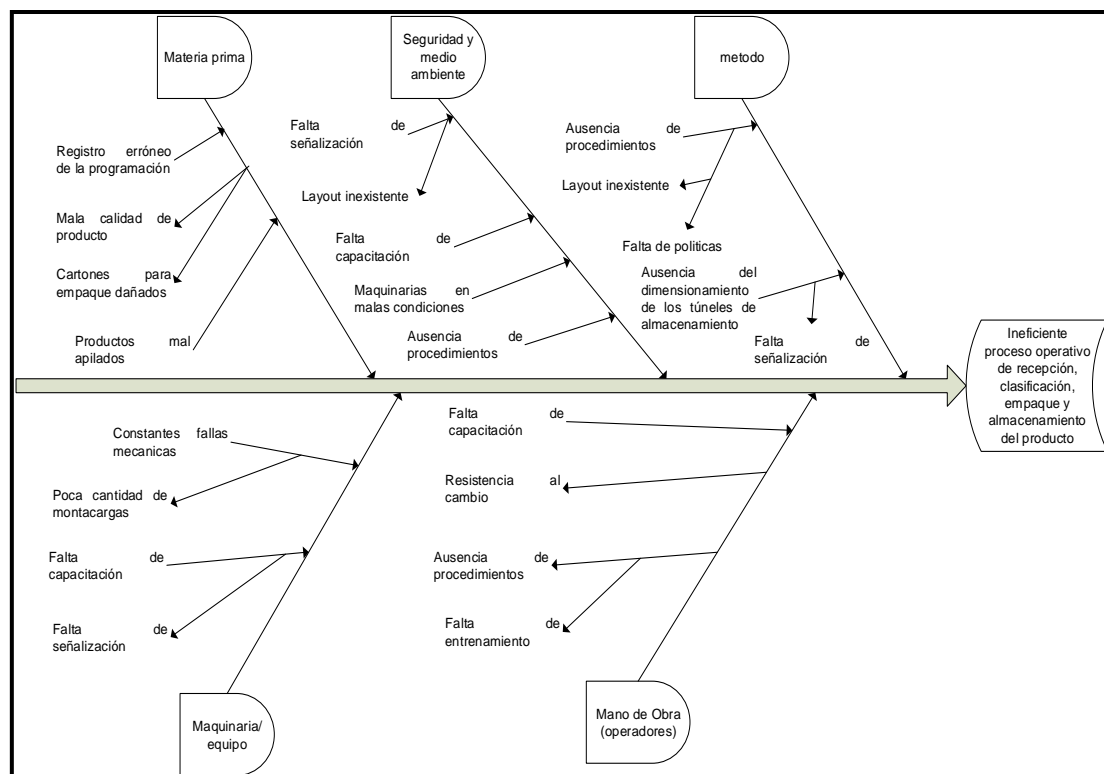 Materia prima
Seguridad y
medio
ambiente
metodo
Registro erróneo
de la programación
Mala calidad de
producto
Cartones para
empaque dañados
Productos mal
apilados
Falta de
señalización
Layout inexistente
Falta de
capacitación
Maquinarias en
malas condiciones
Ausencia de
procedimientos
Ausencia de
procedimientos
Layout inexistente
Falta de politicas
Ausencia del
dimensionamiento
de los túneles de
almacenamiento
Falta de
señalización
Ineficiente
proceso operativo
de recepción,
clasificación,
empaque y
almacenamiento
del producto
Constantes fallas
mecanicas
Poca cantidad de
montacargas
Falta de
capacitación
Falta de
señalización
Maquinaria/
equipo
Falta de
capacitación
Resistencia al
cambio
Ausencia de
procedimientos
Falta de
entrenamiento
Mano de Obra
(operadores)